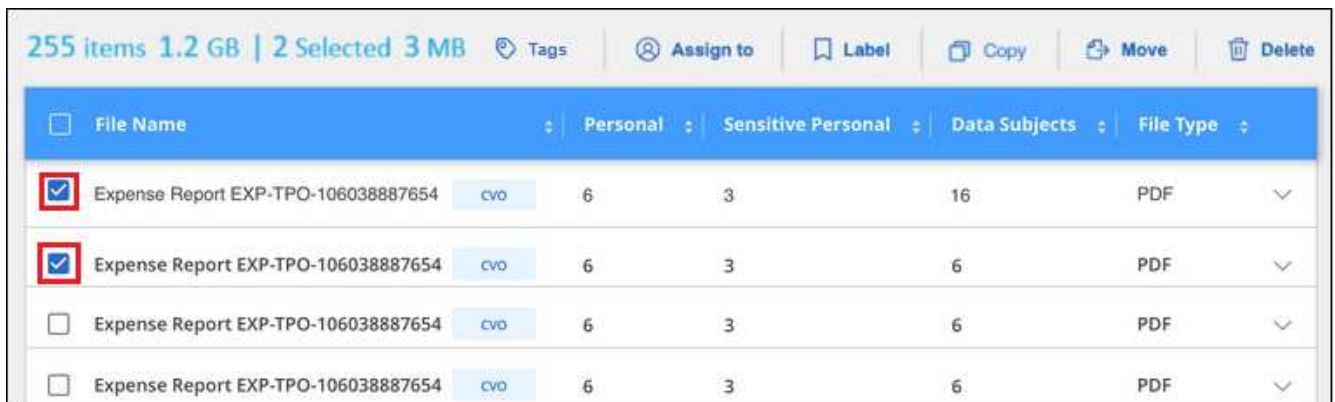 255 items 1.2 GB | 2 Selected 3 MB Tags Assign to Label Copy Move Delete
File Name Personal Sensitive Personal Data Subjects File Type
Expense Report EXP-TPO-106038887654 CVO 6 3 16 PDF
Expense Report EXP-TPO-106038887654 CVO 6 3 6 PDF
Expense Report EXP-TPO-106038887654 CVO 6 3 6 PDF
Expense Report EXP-TPO-106038887654 CVO 6 3 6 PDF